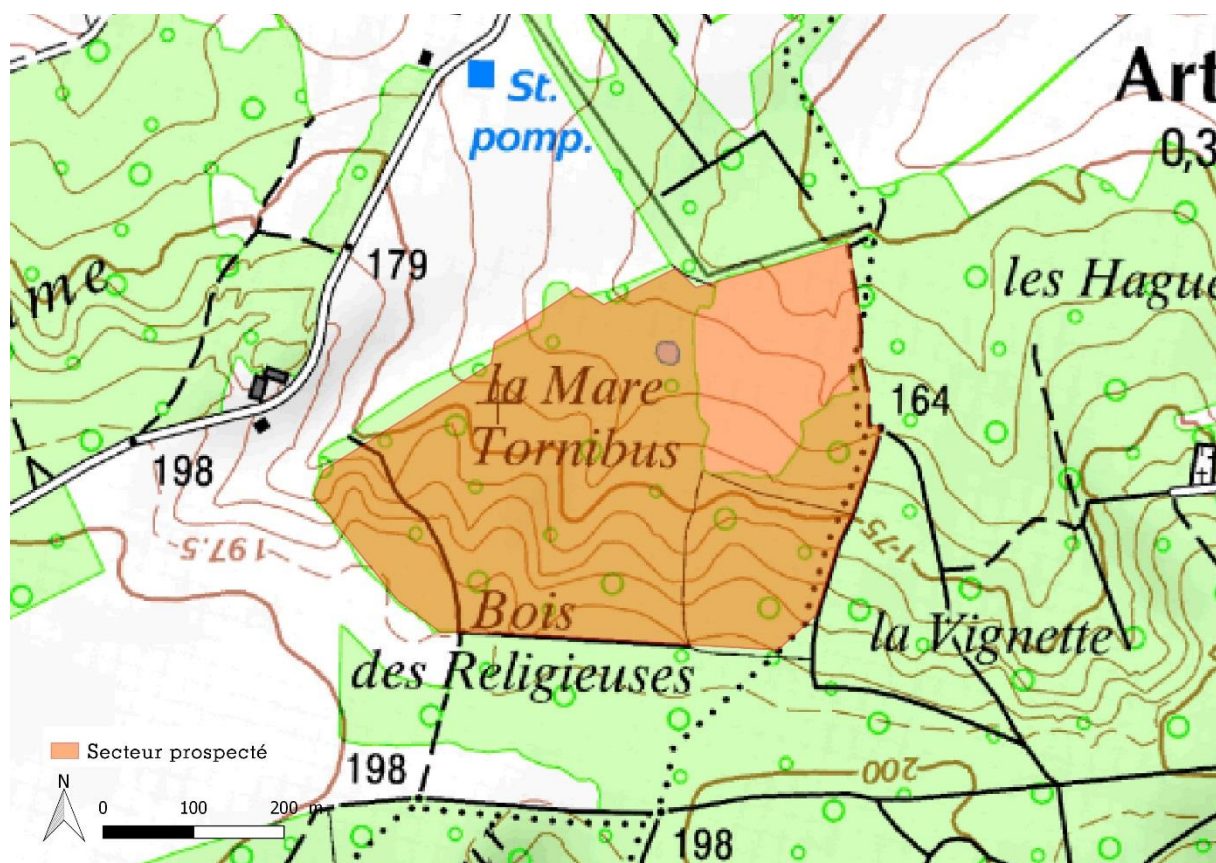 St.
pomp.
Art
0,3
179
me
les Hague
la Mare
Tornibus
164
198
197.5
175
Bois
des Religieuses
la Vignette
Secteur prospecté
N
0 100 200 m
198
200
198